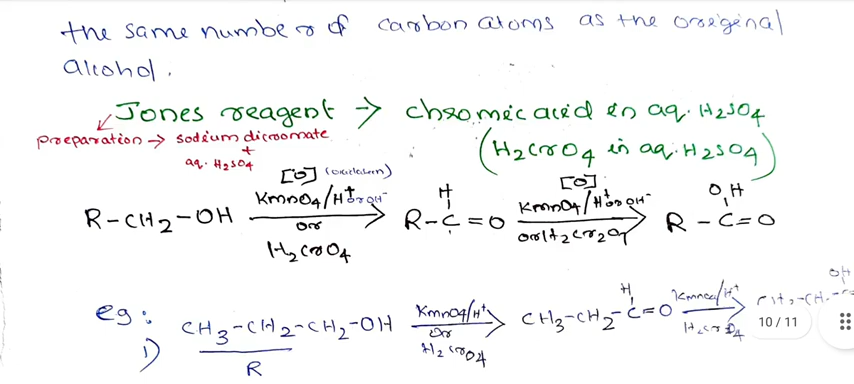 the same number of carbon atoms as the original
alcohol.
Jones reagent → chromic acid in aq. H2SO4
preparation → sodium dicromate
+
aq. H2SO4
(H2CrO4 in aq. H2SO4)
[O] (oxidation)
KmnO4/H+ or OH-
or
H2CrO4
R-CH2-OH
H
R-C=O
[O]
KmnO4/H+ or OH-
or H2Cr2O7
O,H
R-C=O
eg:
1)
CH3-CH2-CH2-OH
R
KmnO4/H+
Or
H2CrO4
H
CH3-CH2-C=O
H2CrO4
OH
10 / 11